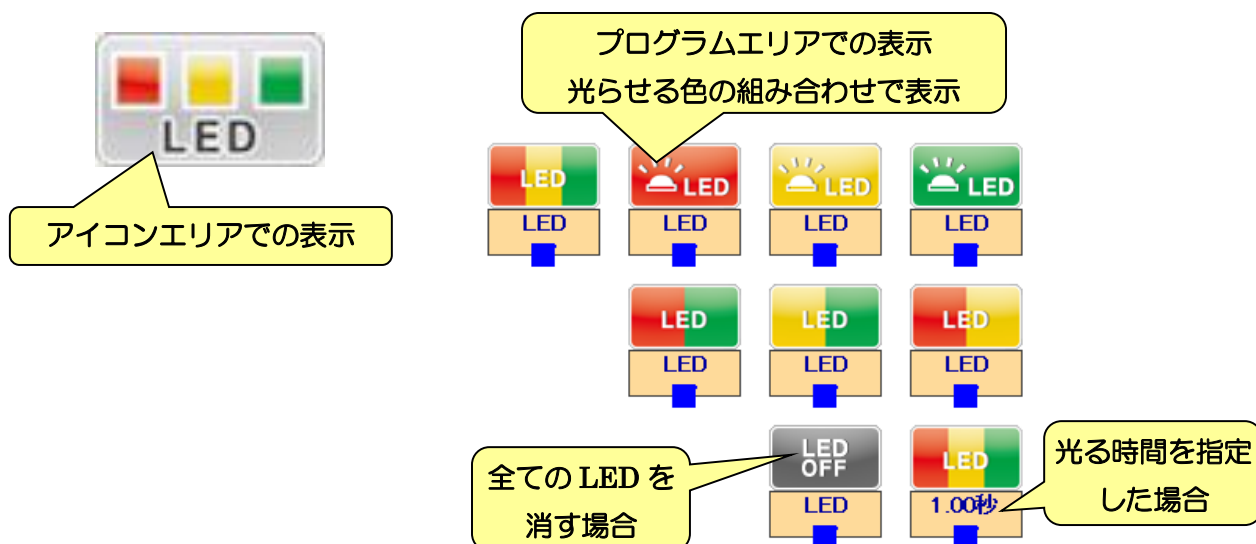 LED
アイコンエリアでの表示
プログラムエリアでの表示
光らせる色の組み合わせで表示
LED LED LED LED
LED LED LED LED
LED LED LED
LED LED LED
全ての LED を
消す場合
LED
OFF
LED
LED
1.00秒
光る時間を指定
した場合